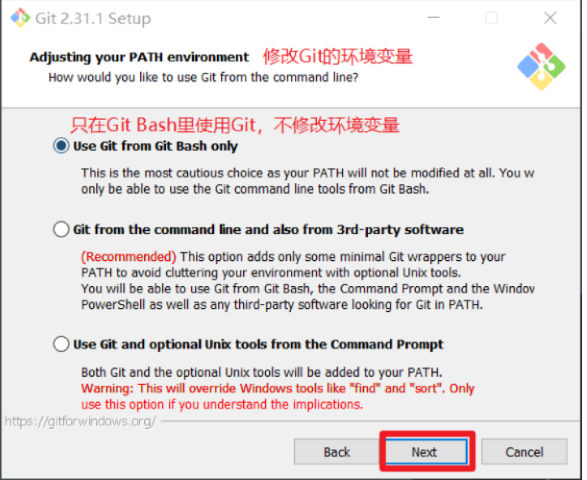 Git 2.31.1 Setup
Adjusting your PATH environment 修改Git的环境变量
How would you like to use Git from the command line?
只在Git Bash里使用Git，不修改环境变量
Use Git from Git Bash only
This is the most cautious choice as your PATH will not be modified at all. You w
only be able to use the Git command line tools from Git Bash.
Git from the command line and also from 3rd-party software
(Recommended) This option adds only some minimal Git wrappers to your
PATH to avoid cluttering your environment with optional Unix tools.
You will be able to use Git from Git Bash, the Command Prompt and the Window
PowerShell as well as any third-party software looking for Git in PATH.
Use Git and optional Unix tools from the Command Prompt
Both Git and the optional Unix tools will be added to your PATH.
Warning: This will override Windows tools like "find" and "sort". Only
use this option if you understand the implications.
https://gitforwindows.org/
Back Next Cancel